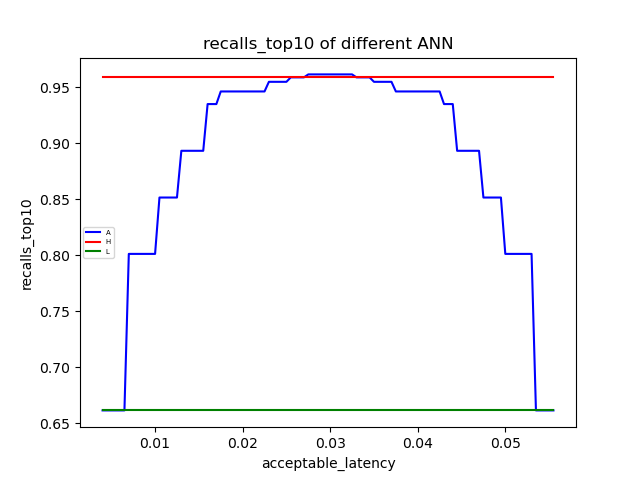 recalls_top10 of different ANN
recalls_top10
0.95
0.90
0.85
0.80
0.75
0.70
0.65
A
H
L
0.01 0.02 0.03 0.04 0.05
acceptable_latency